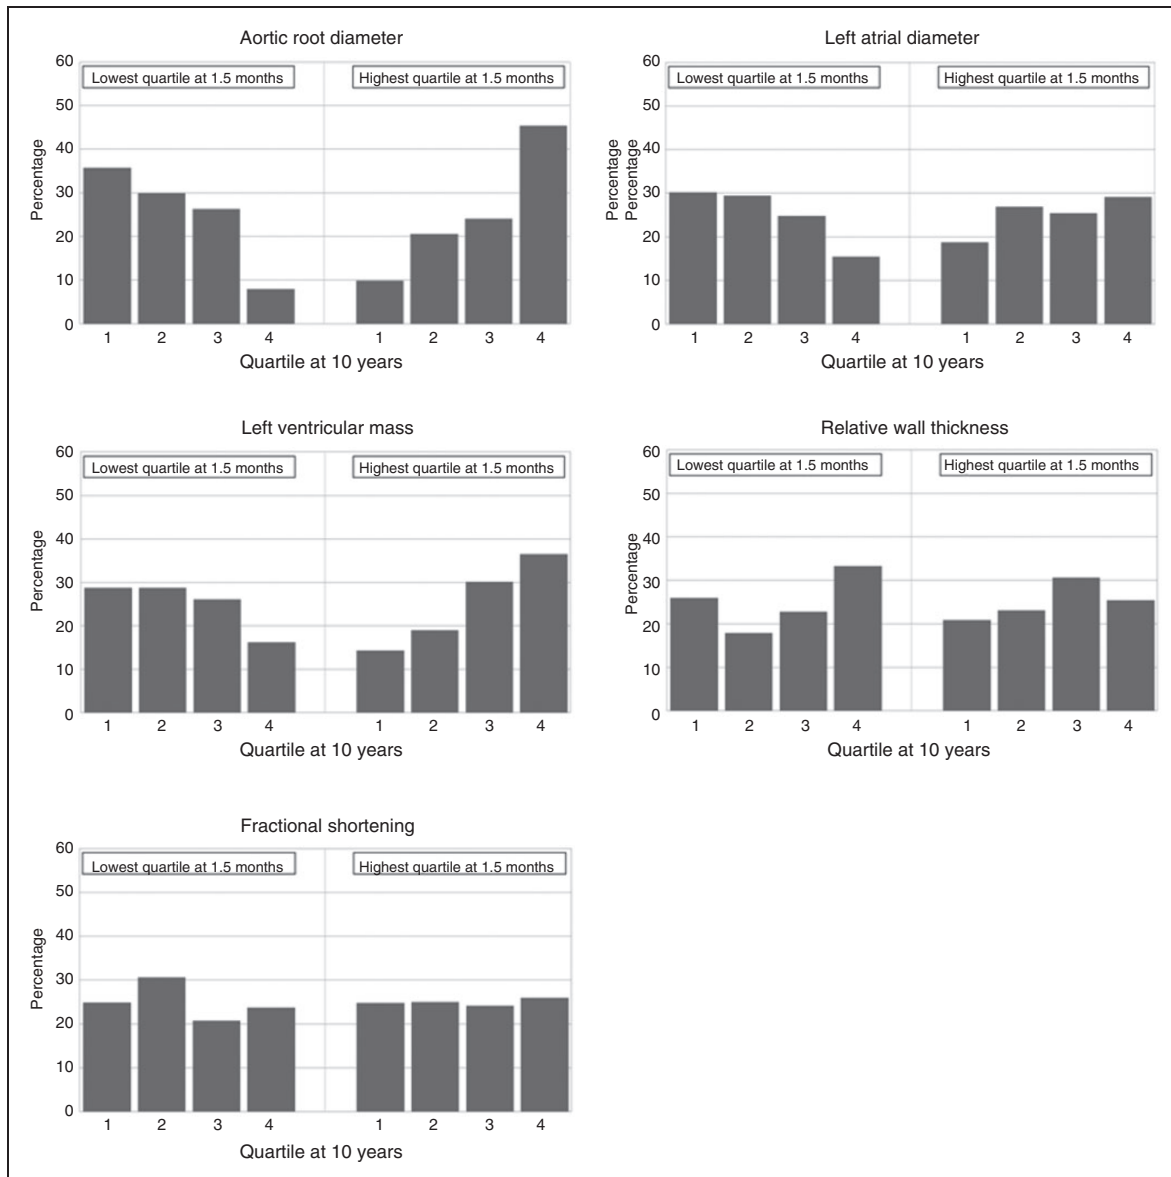 Aortic root diameter
60
50
40
30
20
10
0
Percentage
Lowest quartile at 1.5 months
Highest quartile at 1.5 months
1 2 3 4 1 2 3 4
Quartile at 10 years
Left atrial diameter
60
50
40
30
20
10
0
Percentage
Percentage
Lowest quartile at 1.5 months
Highest quartile at 1.5 months
1 2 3 4 1 2 3 4
Quartile at 10 years
Left ventricular mass
60
50
40
30
20
10
0
Percentage
Lowest quartile at 1.5 months
Highest quartile at 1.5 months
1 2 3 4 1 2 3 4
Quartile at 10 years
Relative wall thickness
60
50
40
30
20
10
0
Percentage
Lowest quartile at 1.5 months
Highest quartile at 1.5 months
1 2 3 4 1 2 3 4
Quartile at 10 years
Fractional shortening
60
50
40
30
20
10
0
Percentage
Lowest quartile at 1.5 months
Highest quartile at 1.5 months
1 2 3 4 1 2 3 4
Quartile at 10 years